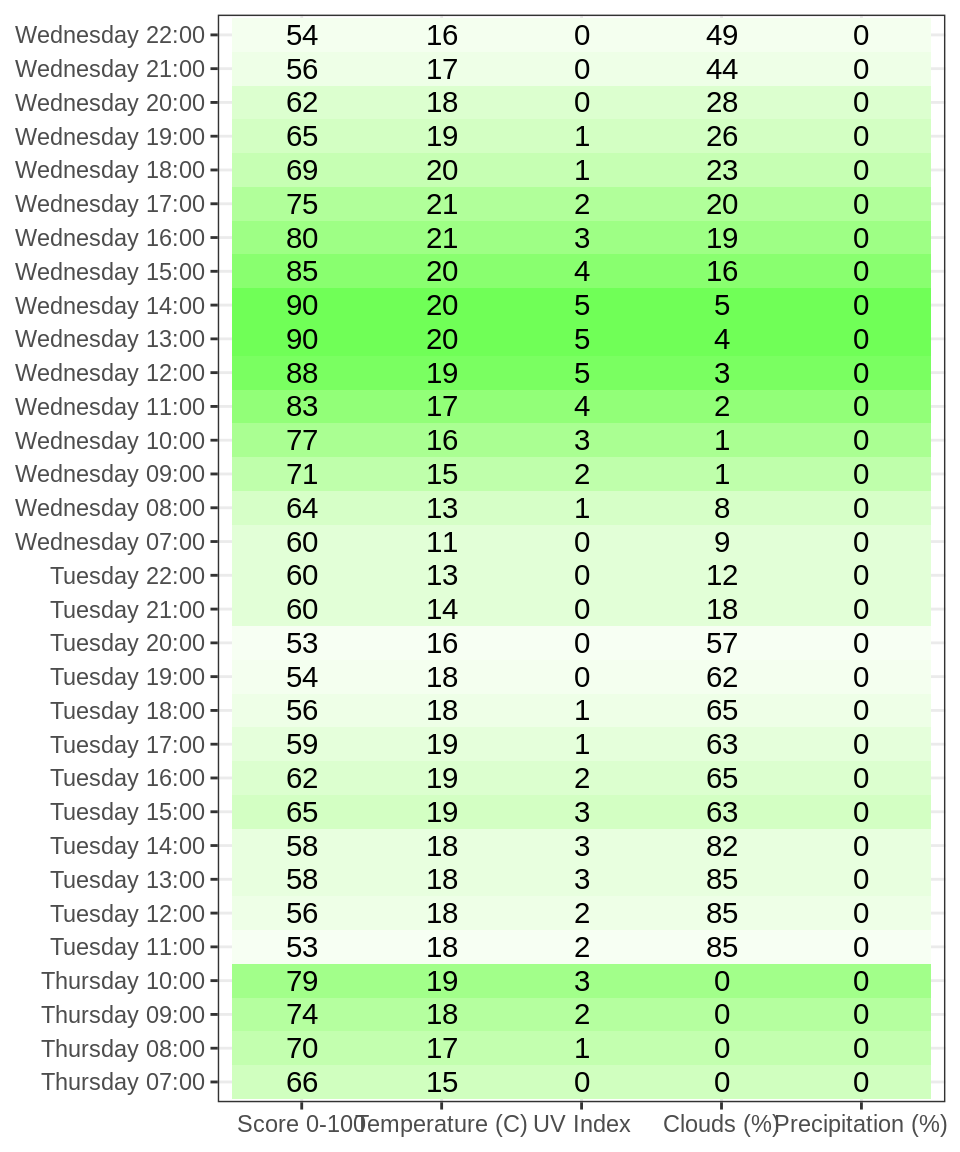 Wednesday 22:00 54 16 0 49 0
Wednesday 21:00 56 17 0 44 0
Wednesday 20:00 62 18 0 28 0
Wednesday 19:00 65 19 1 26 0
Wednesday 18:00 69 20 1 23 0
Wednesday 17:00 75 21 2 20 0
Wednesday 16:00 80 21 3 19 0
Wednesday 15:00 85 20 4 16 0
Wednesday 14:00 90 20 5 5 0
Wednesday 13:00 90 20 5 4 0
Wednesday 12:00 88 19 5 3 0
Wednesday 11:00 83 17 4 2 0
Wednesday 10:00 77 16 3 1 0
Wednesday 09:00 71 15 2 1 0
Wednesday 08:00 64 13 1 8 0
Wednesday 07:00 60 11 0 9 0
Tuesday 22:00 60 13 0 12 0
Tuesday 21:00 60 14 0 18 0
Tuesday 20:00 53 16 0 57 0
Tuesday 19:00 54 18 0 62 0
Tuesday 18:00 56 18 1 65 0
Tuesday 17:00 59 19 1 63 0
Tuesday 16:00 62 19 2 65 0
Tuesday 15:00 65 19 3 63 0
Tuesday 14:00 58 18 3 82 0
Tuesday 13:00 58 18 3 85 0
Tuesday 12:00 56 18 2 85 0
Tuesday 11:00 53 18 2 85 0
Thursday 10:00 79 19 3 0 0
Thursday 09:00 74 18 2 0 0
Thursday 08:00 70 17 1 0 0
Thursday 07:00 66 15 0 0 0
Score 0-100 Temperature (C) UV Index Clouds (%) Precipitation (%)